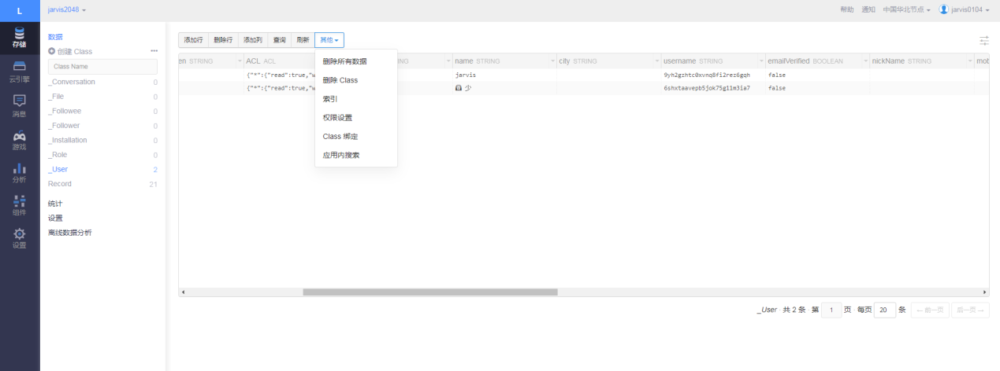 L jarvis2048 帮助 通知 中国华北节点 jarvis0104
存储
云引擎
消息
游戏
分析
组件
设置
数据
创建 Class
Class Name
_Conversation 0
_File 0
_Followee 0
_Follower 0
_Installation 0
_Role 0
_User 2
Record 21
统计
设置
离线数据分析
添加行 删除行 添加列 查询 刷新 其他
en STRING ACL ACL NG name STRING city STRING username STRING emailVerified BOOLEAN nickName STRING mot
{"*":{"read":true,"w jarvis 9yh2gzhtc0xvnq8fi2rez6gqh false
{"*":{"read":true,"w 少 6shxtaavepb5jok75g11m3ia7 false
删除所有数据
删除 Class
索引
权限设置
Class 绑定
应用内搜索
_User · 共 2 条 · 第 1 页 · 每页 20 条 ←前一页 后一页→